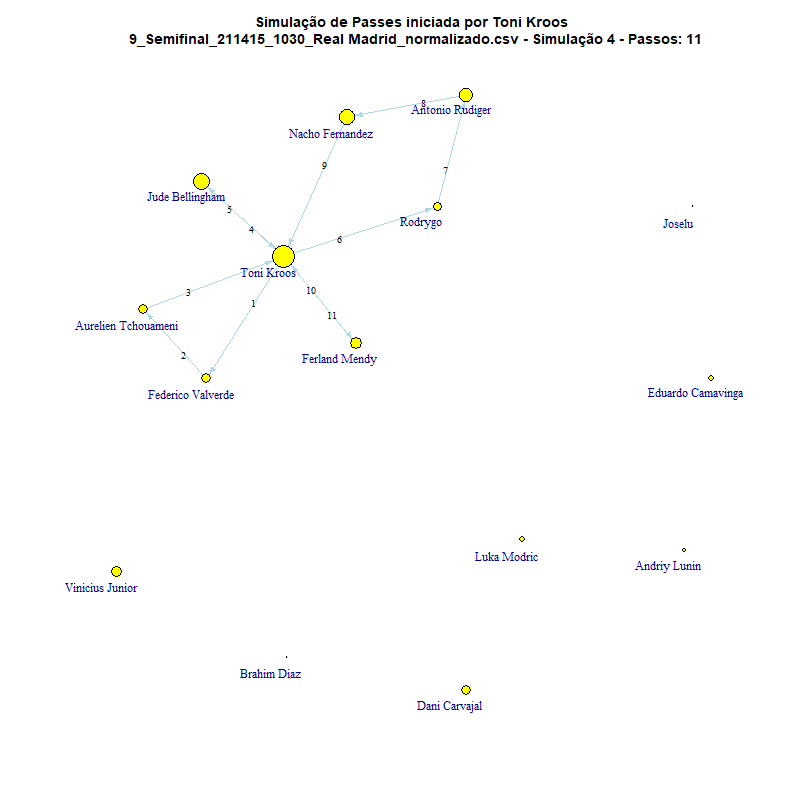 Simulação de Passes iniciada por Toni Kroos
9_Semifinal_211415_1030_Real Madrid_normalizado.csv - Simulação 4 - Passos: 11
8
Antonio Rudiger
Nacho Fernandez
9
7
Jude Bellingham
5
Rodrygo
Joselu
4
6
Toni Kroos
3
10
1
11
Aurelien Tchouameni
2
Ferland Mendy
Federico Valverde
Eduardo Camavinga
Luka Modric
Andriy Lunin
Vinicius Junior
Brahim Diaz
Dani Carvajal